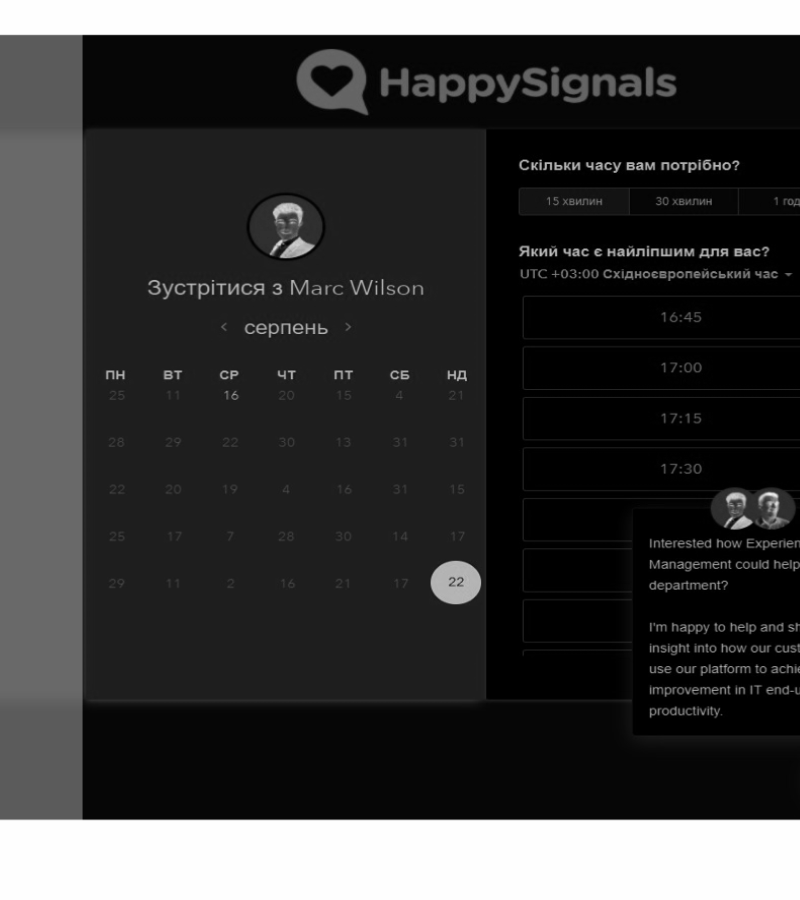 HappySignals
Зустрітися з Marc Wilson
серпень
ПН ВТ СР ЧТ ПТ СБ НД
25 11 16 20 15 4 21
28 29 22 30 13 31 31
22 20 19 4 16 31 15
25 17 7 28 30 14 17
29 11 2 16 21 17 22
Скільки часу вам потрібно?
15 хвилин 30 хвилин 1 год
Який час є найліпшим для вас?
UTC +03:00 Східноєвропейський час
16:45
17:00
17:15
17:30
Interested how Experien
Management could help
department?
I'm happy to help and sh
insight into how our cust
use our platform to achie
improvement in IT end-u
productivity.